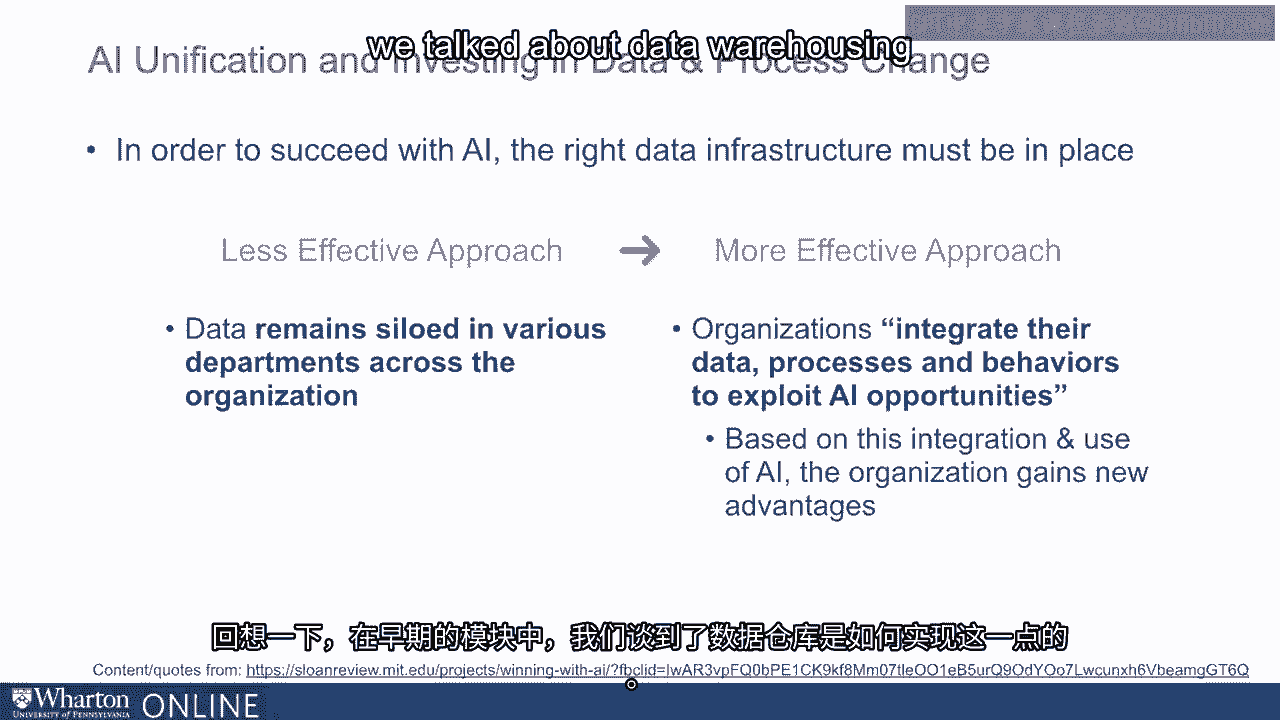 we talked about data warehousing
AI Unification and Investing in Data & Process Change
• In order to succeed with AI, the right data infrastructure must be in place
Less Effective Approach → More Effective Approach
• Data remains siloed in various
departments across the
organization
• Organizations “integrate their
data, processes and behaviors
to exploit AI opportunities”
• Based on this integration & use
of AI, the organization gains new
advantages
回想一下，在早期的模块中，我们谈到了数据仓库是如何实现这一点的
Content/quotes from: https://sloanreview.mit.edu/projects/winning-with-ai/?fbclid=IwAR3vpFQ0bPE1CK9kf8Mm07tIeOO1eB5urQ9OdYOo7Lwcunxh6VbeamgGT6Q
Wharton ONLINE
UNIVERSITY OF PENNSYLVANIA